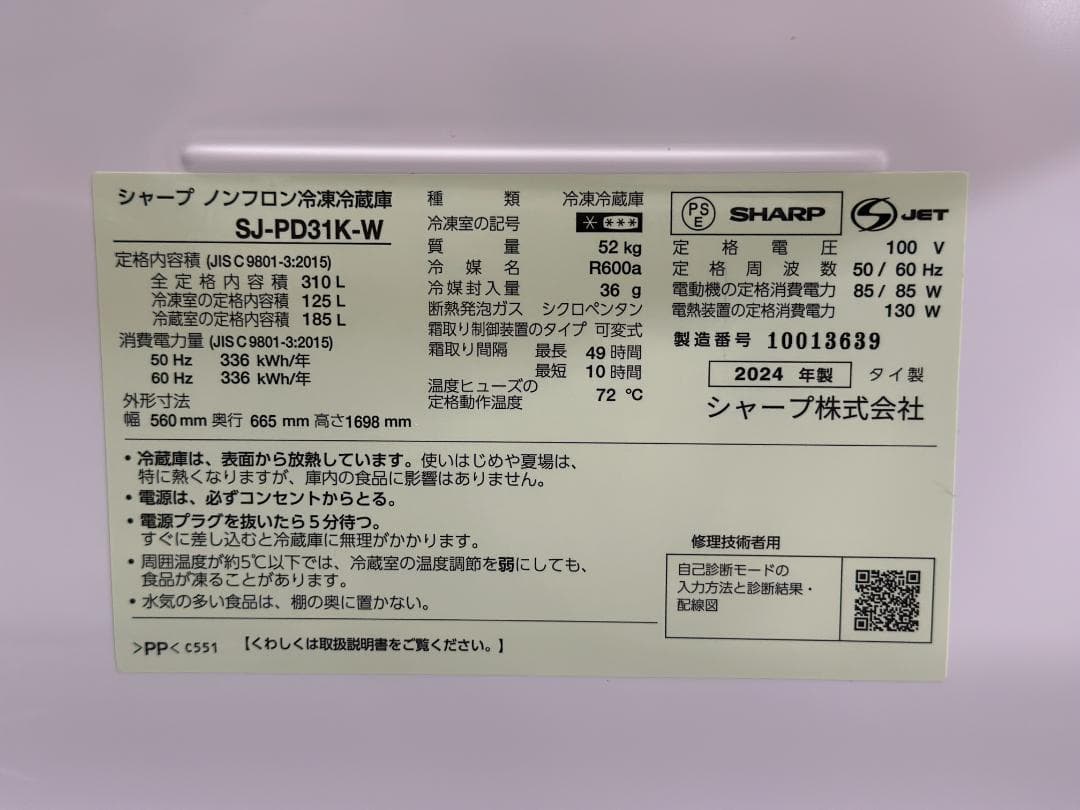 シャープ ノンフロン冷凍冷蔵庫
SJ-PD31K-W
定格内容積 (JIS C 9801-3:2015)
全定格内容積 310 L
冷凍室の定格内容積 125 L
冷蔵室の定格内容積 185 L
消費電力量 (JIS C 9801-3:2015)
50 Hz 336 kWh/年
60 Hz 336 kWh/年
外形寸法
幅 560 mm 奥行 665 mm 高さ1698 mm
種類 冷凍冷蔵庫
冷凍室の記号 * ***
質量 52 kg
冷媒名 R600a
冷媒封入量 36 g
断熱発泡ガス シクロペンタン
霜取り制御装置のタイプ 可変式
霜取り間隔 最長 49 時間
最短 10 時間
温度ヒューズの
定格動作温度 72 ℃
PSE SHARP S JET
定格電圧 100 V
定格周波数 50 / 60 Hz
電動機の定格消費電力 85 / 85 W
電熱装置の定格消費電力 130 W
製造番号 10013639
2024 年製 タイ製
シャープ株式会社
・冷蔵庫は、表面から放熱しています。使いはじめや夏場は、
特に熱くなりますが、庫内の食品に影響はありません。
・電源は、必ずコンセントからとる。
・電源プラグを抜いたら5分待つ。
すぐに差し込むと冷蔵庫に無理がかかります。
・周囲温度が約5℃以下では、冷蔵室の温度調節を弱にしても、
食品が凍ることがあります。
・水気の多い食品は、棚の奥に置かない。
>PP< C551 【くわしくは取扱説明書をご覧ください。】
修理技術者用
自己診断モードの
入力方法と診断結果・
配線図